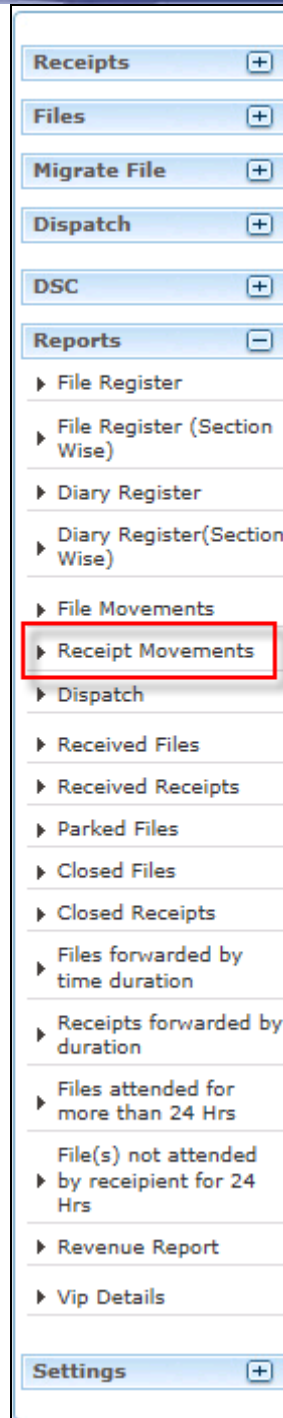 Receipts
Files
Migrate File
Dispatch
DSC
Reports
File Register
File Register (Section
Wise)
Diary Register
Diary Register(Section
Wise)
File Movements
Receipt Movements
Dispatch
Received Files
Received Receipts
Parked Files
Closed Files
Closed Receipts
Files forwarded by
time duration
Receipts forwarded by
duration
Files attended for
more than 24 Hrs
File(s) not attended
by receipient for 24
Hrs
Revenue Report
Vip Details
Settings